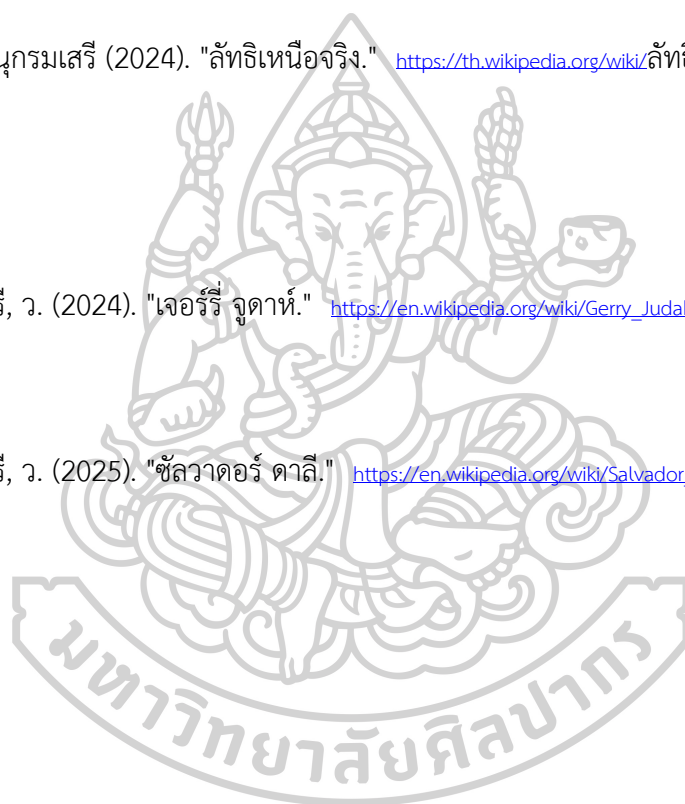 นุกรมเสรี (2024). "ลัทธิเหนือจริง." https://th.wikipedia.org/wiki/ลัทธิ
รี, ว. (2024). "เจอร์รี่ จูดาห์." https://en.wikipedia.org/wiki/Gerry_Judah
รี, ว. (2025). "ซัลวาดอร์ ดาลี." https://en.wikipedia.org/wiki/Salvador_
มหาวิทยาลัยศิลปากร